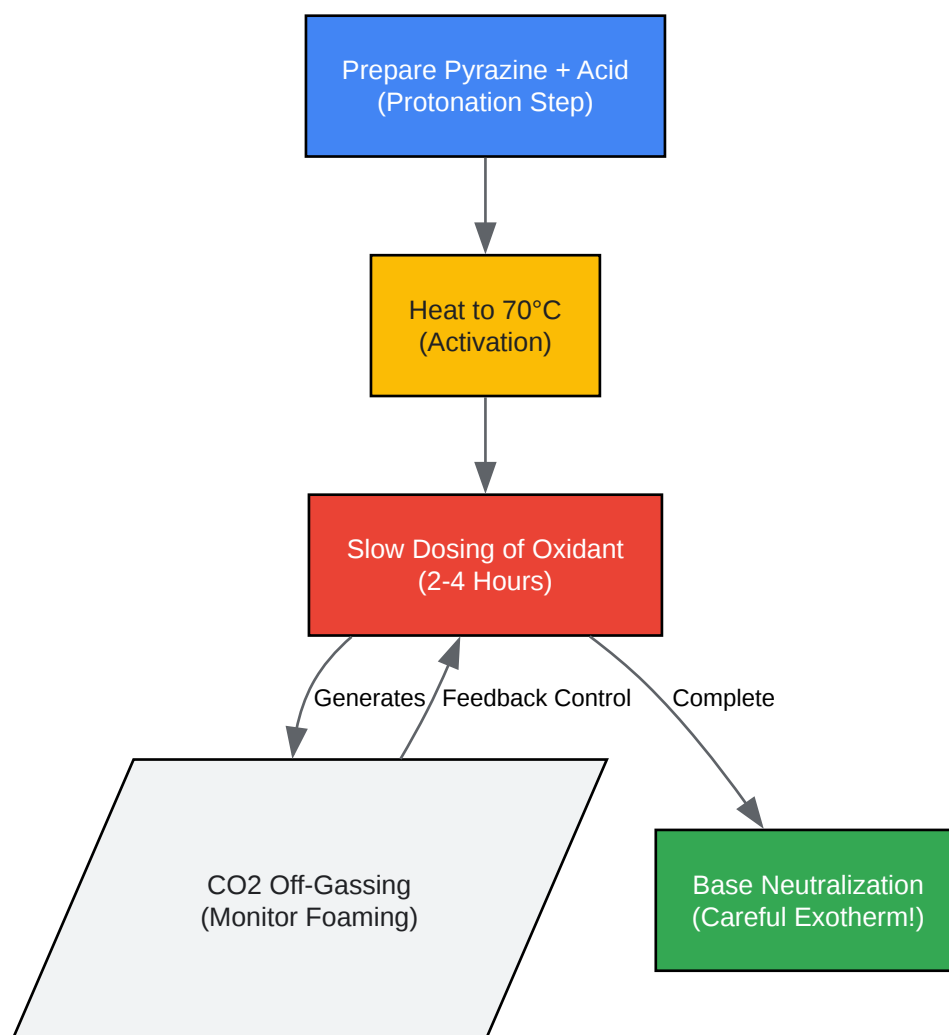 Prepare Pyrazine + Acid
(Protonation Step)
Heat to 70°C
(Activation)
Slow Dosing of Oxidant
(2-4 Hours)
Generates
Feedback Control
Complete
CO2 Off-Gassing
(Monitor Foaming)
Base Neutralization
(Careful Exotherm!)